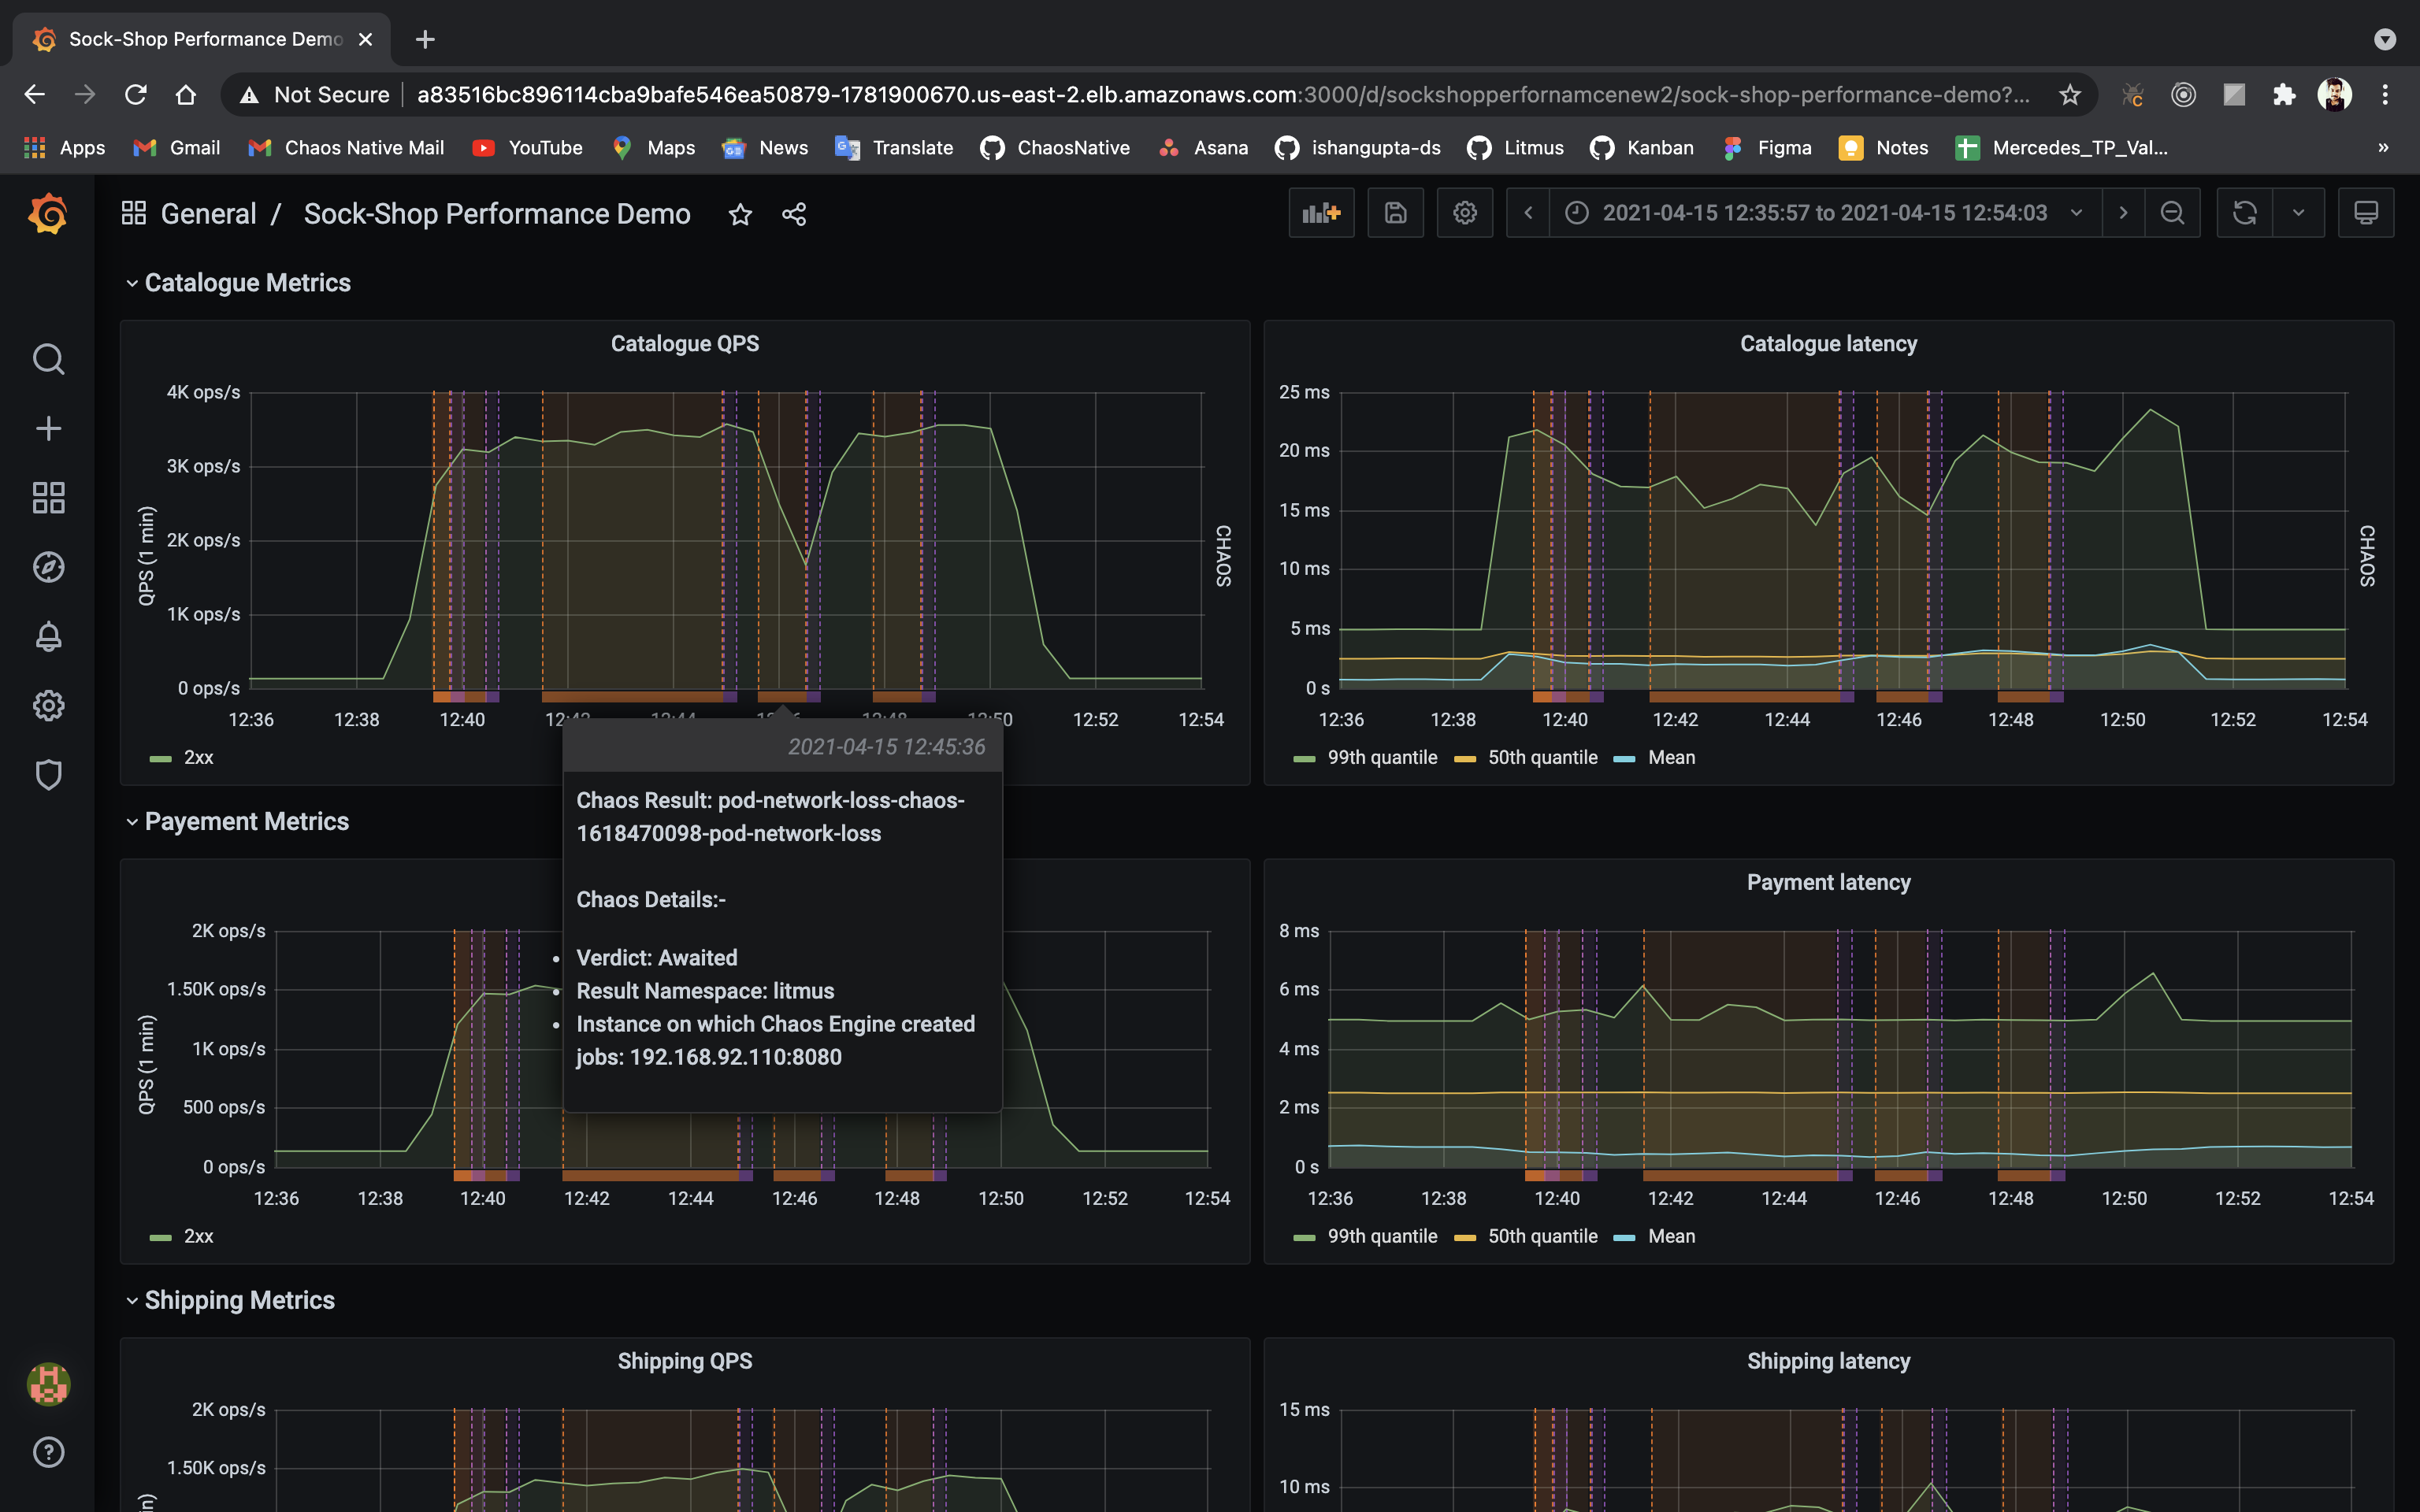 Sock-Shop Performance Demo
Not Secure a83516bc896114cba9bafe546ea50879-1781900670.us-east-2.elb.amazonaws.com:3000/d/sockshopperfornamcenew2/sock-shop-performance-demo?...
Apps Gmail Chaos Native Mail YouTube Maps News Translate ChaosNative Asana ishangupta-ds Litmus Kanban Figma Notes Mercedes_TP_Val... »
General / Sock-Shop Performance Demo 2021-04-15 12:35:57 to 2021-04-15 12:54:03
Catalogue Metrics
Catalogue QPS
4K ops/s
3K ops/s
2K ops/s
1K ops/s
0 ops/s
QPS (1 min)
CHAOS
12:36 12:38 12:40 12:52 12:54
2xx
Catalogue latency
25 ms
20 ms
15 ms
10 ms
5 ms
0 s
CHAOS
12:36 12:38 12:40 12:42 12:44 12:46 12:48 12:50 12:52 12:54
99th quantile 50th quantile Mean
2021-04-15 12:45:36
Chaos Result: pod-network-loss-chaos-
1618470098-pod-network-loss
Chaos Details:-
• Verdict: Awaited
• Result Namespace: litmus
• Instance on which Chaos Engine created
jobs: 192.168.92.110:8080
Payement Metrics
2K ops/s
1.50K ops/s
1K ops/s
500 ops/s
0 ops/s
QPS (1 min)
12:36 12:38 12:40 12:42 12:44 12:46 12:48 12:50 12:52 12:54
2xx
Payment latency
8 ms
6 ms
4 ms
2 ms
0 s
12:36 12:38 12:40 12:42 12:44 12:46 12:48 12:50 12:52 12:54
99th quantile 50th quantile Mean
Shipping Metrics
Shipping QPS
2K ops/s
1.50K ops/s
Shipping latency
15 ms
10 ms